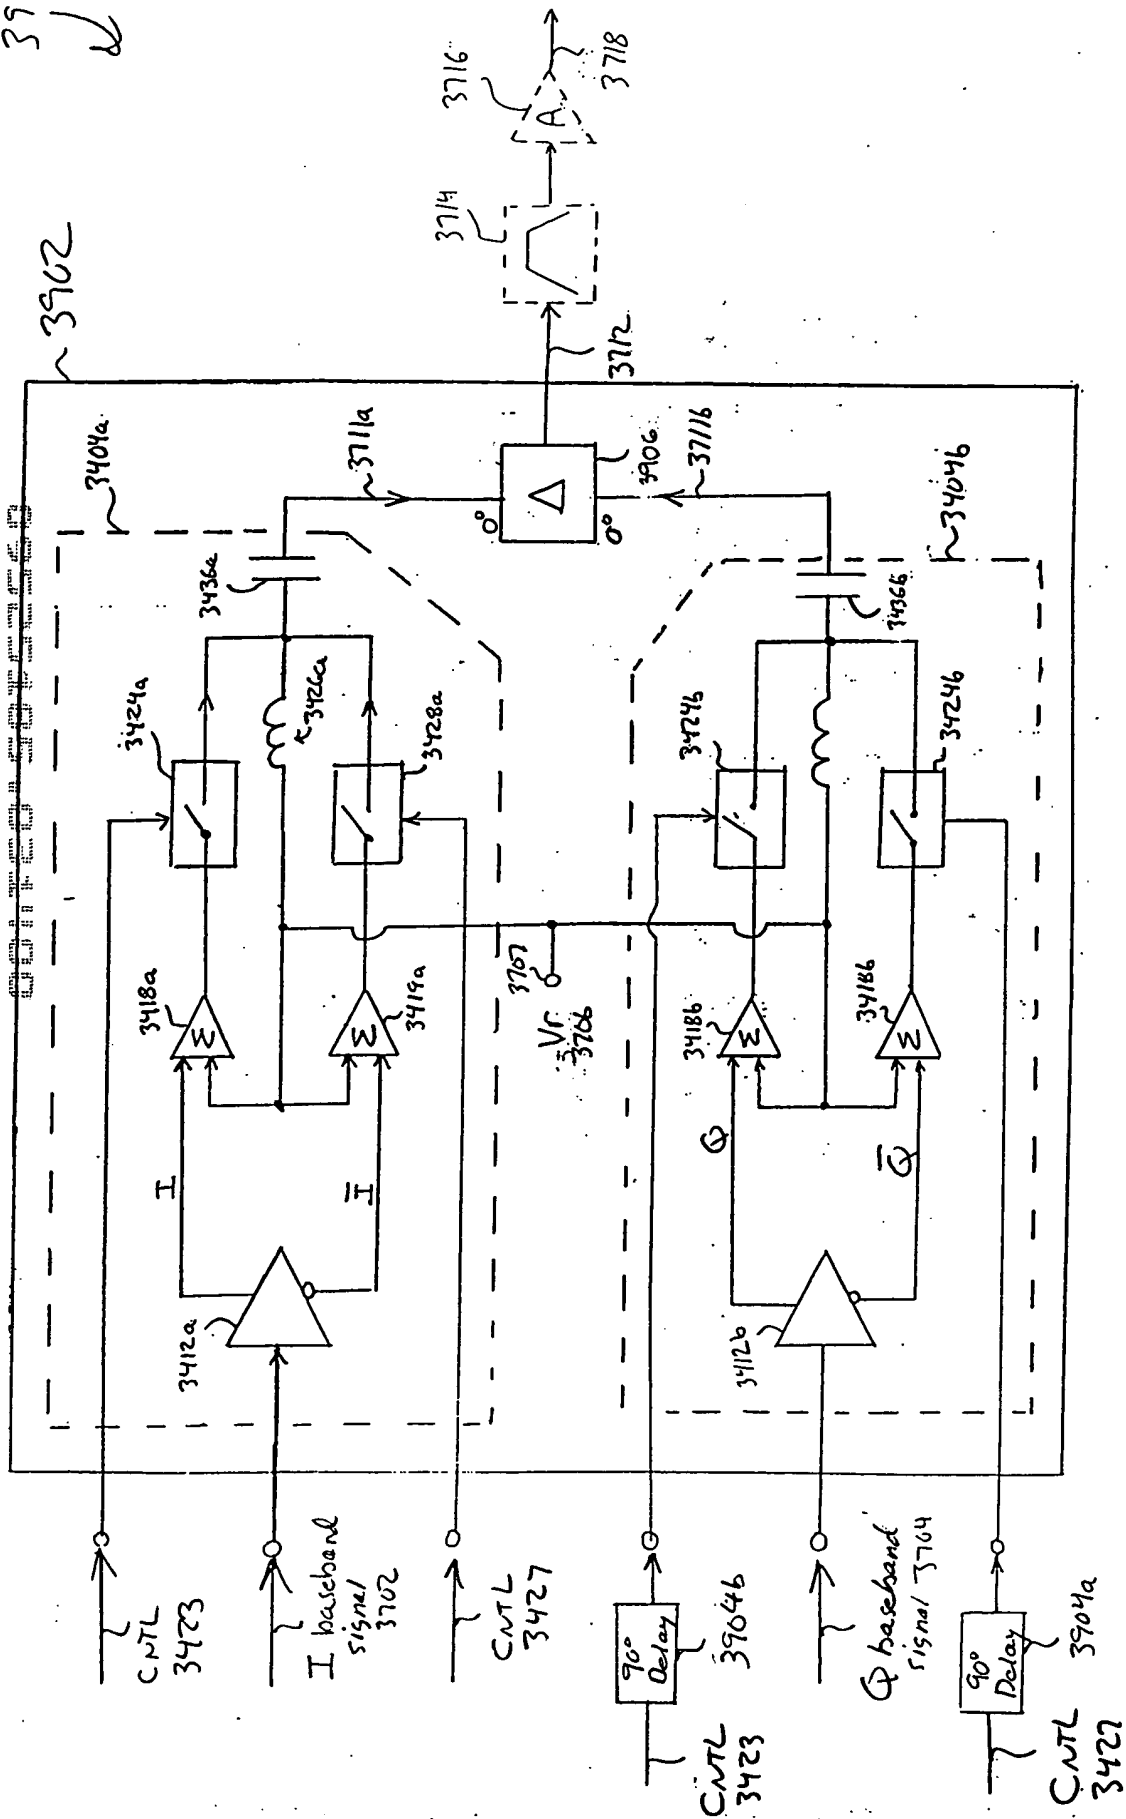 39
3902
3404a
3711a
3436a
3424a
3426a
3428a
3418a
3419a
Σ
Σ
I
I̅
3412a
CNTL
3423
I baseband
signal
3702
CNTL
3427
3707
Vr
3706
0°
Δ
0°
3906
3712
3714
3716
A
3718
3711b
3404b
3436b
3424b
3424b
3418b
3418b
Σ
Σ
Q
Q̅
3412b
90°
Delay
3904b
CNTL
3423
Q baseband
signal 3704
90°
Delay
3904a
CNTL
3427